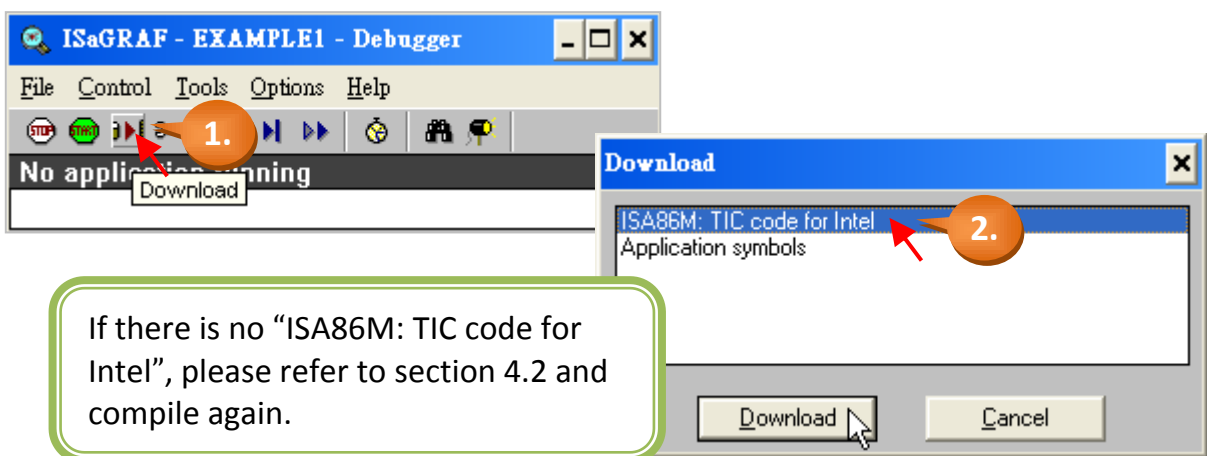 ISaGRAF - EXAMPLE1 - Debugger
File Control Tools Options Help
STOP START
1.
No application running
Download
Download
ISA86M: TIC code for Intel
2.
Application symbols
If there is no “ISA86M: TIC code for
Intel”, please refer to section 4.2 and
compile again.
Download
Cancel